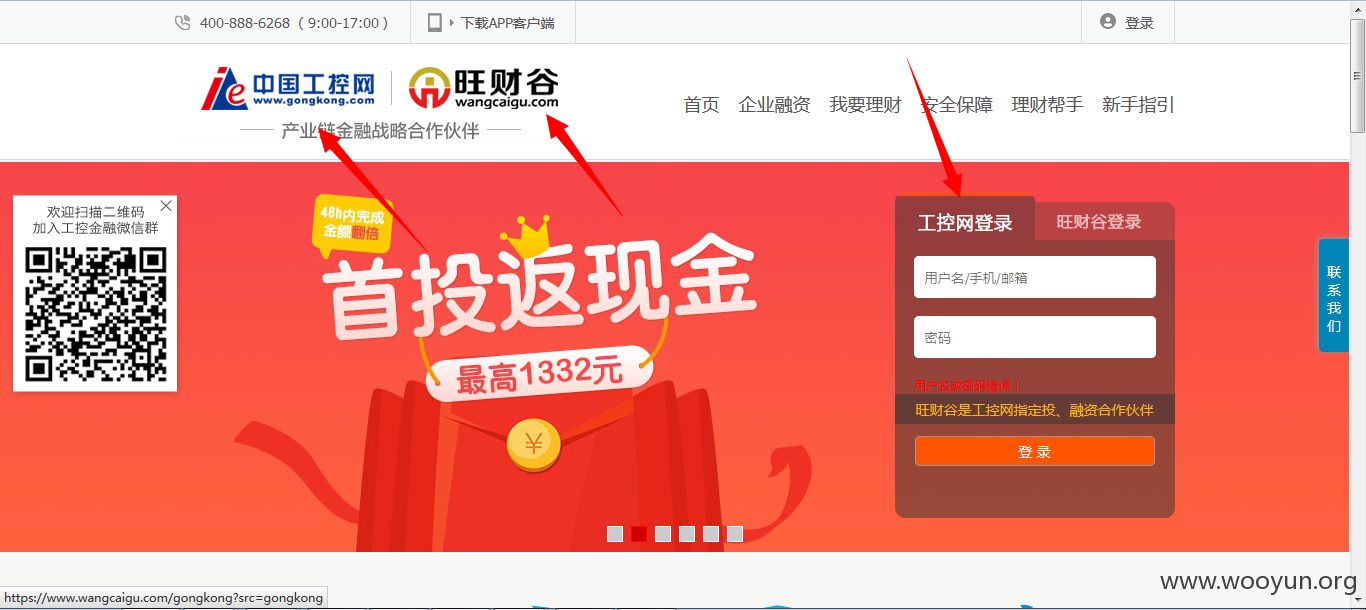 400-888-6268 ( 9:00-17:00 )
下载APP客户端
登录
中国工控网
www.gongkong.com
旺财谷
wangcaigu.com
产业链金融战略合作伙伴
首页 企业融资 我要理财 安全保障 理财帮手 新手指引
欢迎扫描二维码
加入工控金融微信群
48h内完成
金额翻倍
首投返现金
最高1332元
工控网登录
旺财谷登录
用户名/手机/邮箱
密码
用户名或密码错误！
旺财谷是工控网指定投、融资合作伙伴
登 录
联系我们
www.wooyun.org
https://www.wangcaigu.com/gongkong?src=gongkong